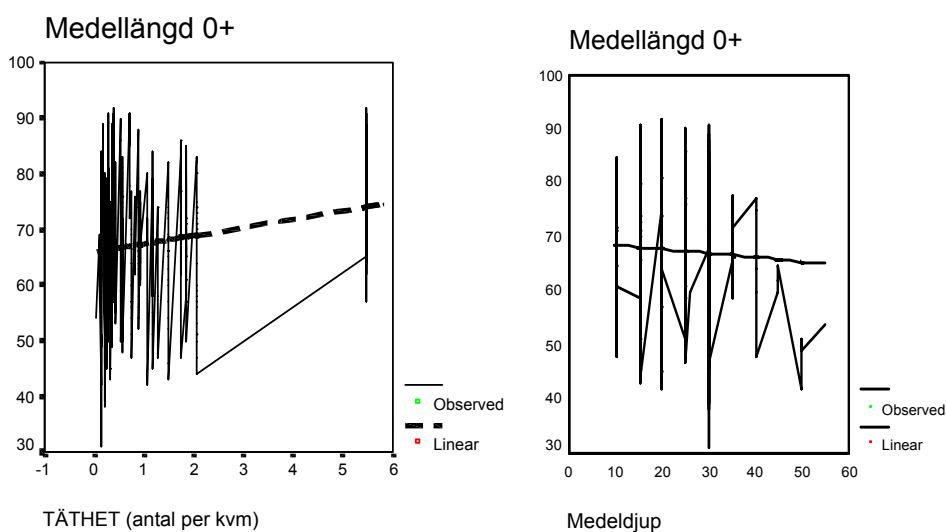 Medellängd 0+
100
90
80
70
60
50
40
30
-1 0 1 2 3 4 5 6
TÄTHET (antal per kvm)
Observed
Linear
Medellängd 0+
100
90
80
70
60
50
40
30
0 10 20 30 40 50 60
Medeldjup
Observed
Linear